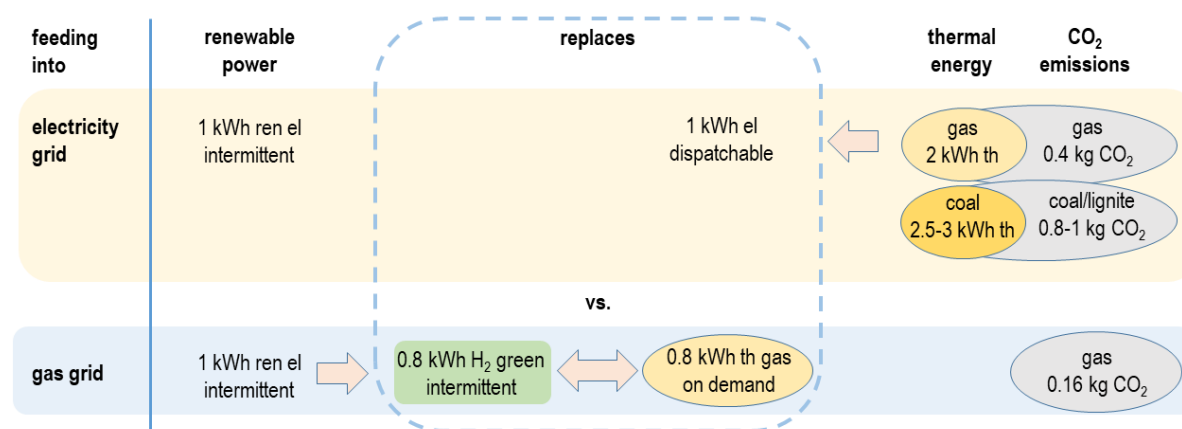 feeding
into
renewable
power
replaces
thermal
energy
CO₂
emissions
electricity
grid
1 kWh ren el
intermittent
1 kWh el
dispatchable
gas
2 kWh th
gas
0.4 kg CO₂
coal
2.5-3 kWh th
coal/lignite
0.8-1 kg CO₂
vs.
gas grid
1 kWh ren el
intermittent
0.8 kWh H₂ green
intermittent
0.8 kWh th gas
on demand
gas
0.16 kg CO₂